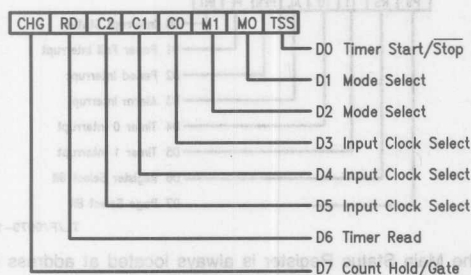 CHG RD C2 C1 C0 M1 M0 TSS
D0 Timer Start/Stop
D1 Mode Select
D2 Mode Select
D3 Input Clock Select
D4 Input Clock Select
D5 Input Clock Select
D6 Timer Read
D7 Count Hold/Gate